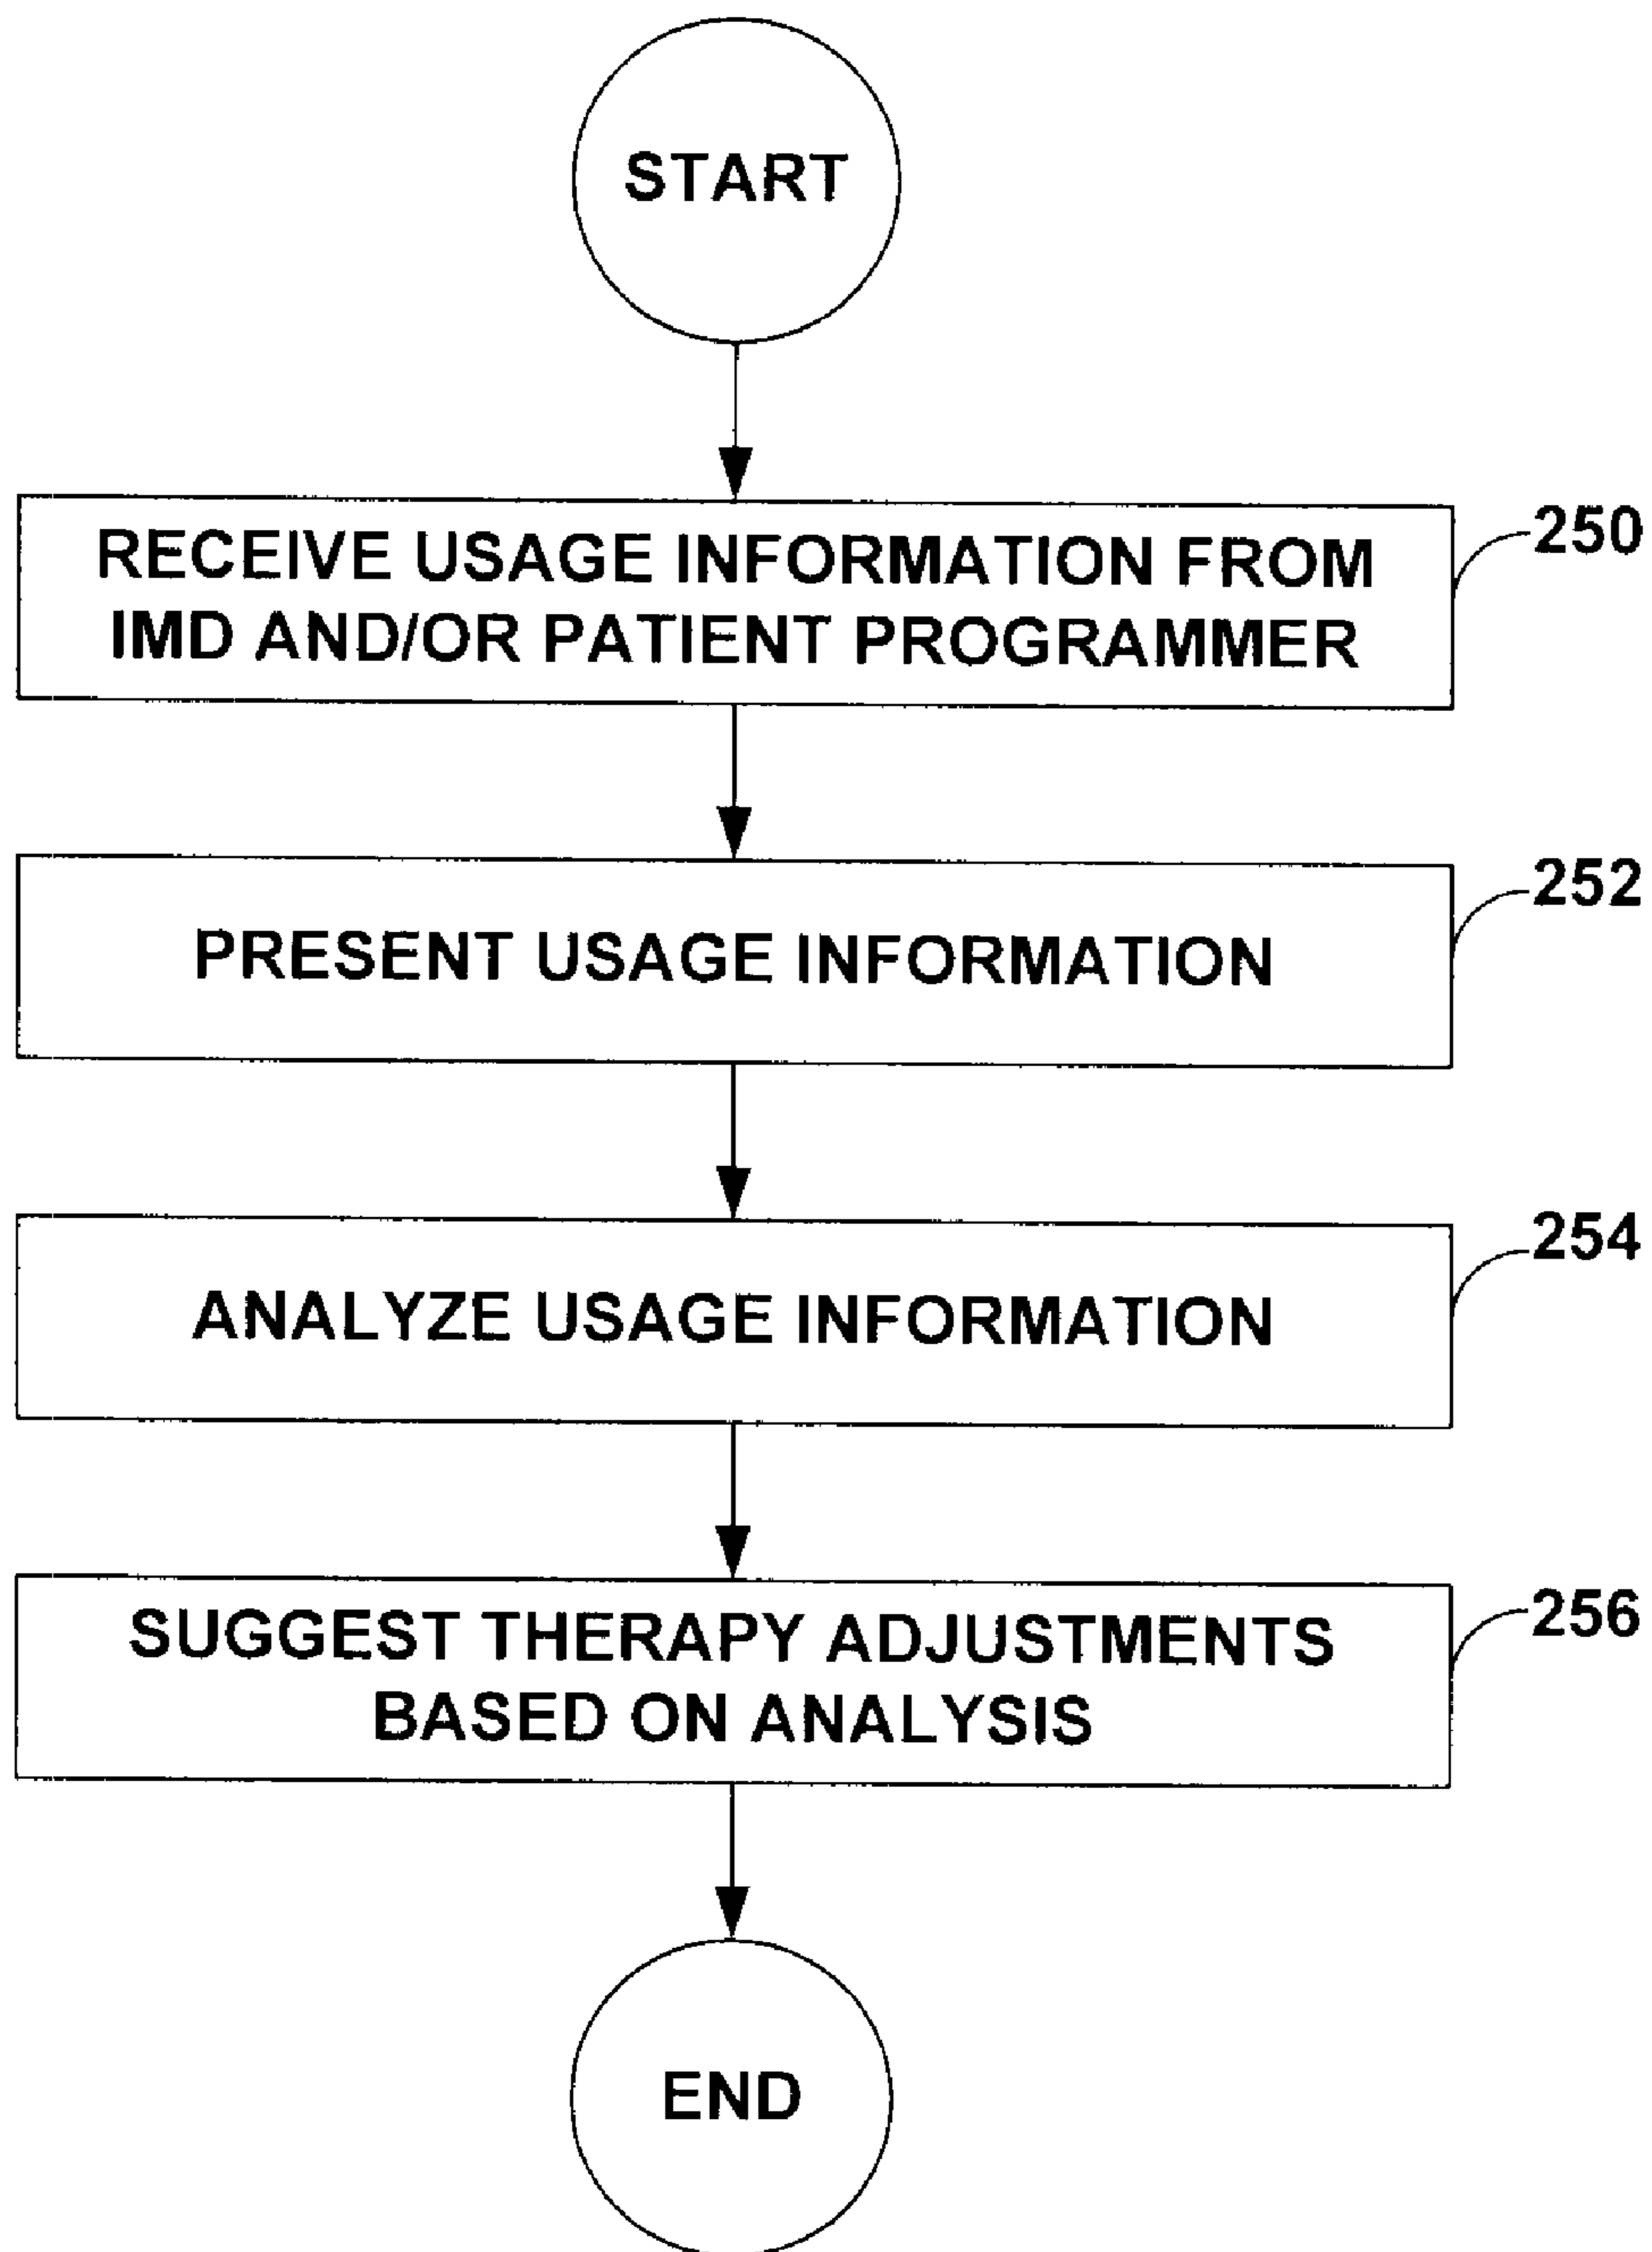 START
RECEIVE USAGE INFORMATION FROM
IMD AND/OR PATIENT PROGRAMMER
250
PRESENT USAGE INFORMATION
252
ANALYZE USAGE INFORMATION
254
SUGGEST THERAPY ADJUSTMENTS
BASED ON ANALYSIS
256
END